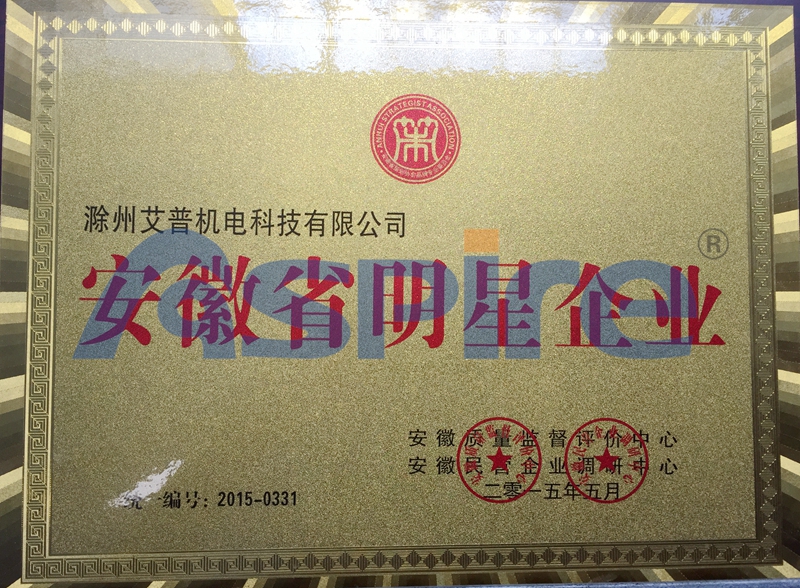 ANHUI STRATEGIST ASSOCIATION
滁州艾普机电科技有限公司
®
Aspire
安徽省明星企业
安徽质量监督评价中心
安徽民营企业调研中心
二零一五年五月
统一编号：2015-0331